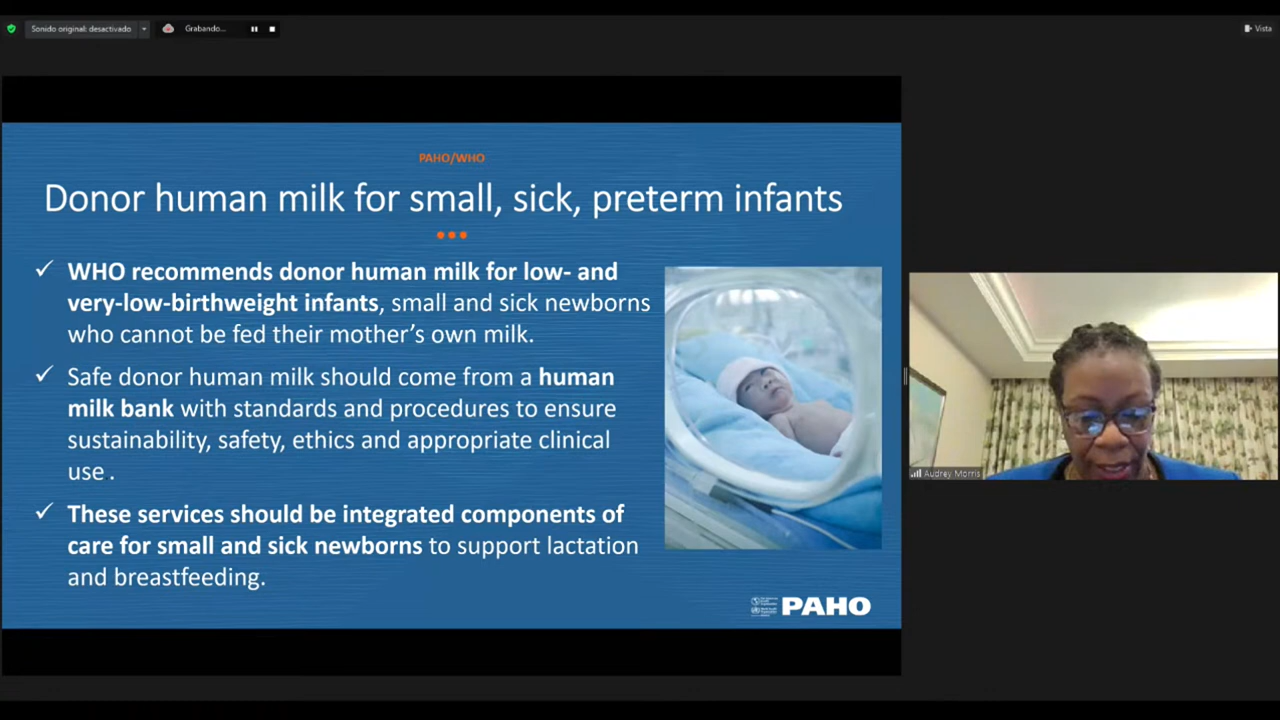 Sonido original: desactivado
Grabando...
Vista
PAHO/WHO
Donor human milk for small, sick, preterm infants
WHO recommends donor human milk for low- and
very-low-birthweight infants, small and sick newborns
who cannot be fed their mother's own milk.
Safe donor human milk should come from a human
milk bank with standards and procedures to ensure
sustainability, safety, ethics and appropriate clinical
use .
These services should be integrated components of
care for small and sick newborns to support lactation
and breastfeeding.
PAHO
Audrey Morris